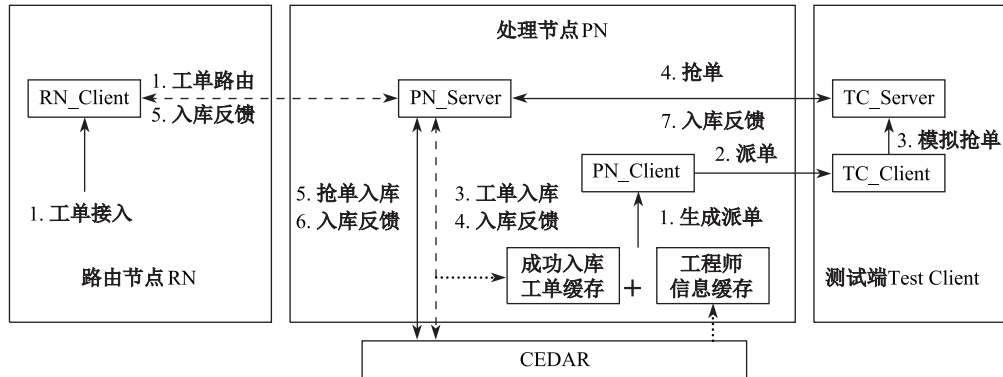 处理节点PN
1. 工单路由
RN_Client
5. 入库反馈
PN_Server
4. 抢单
7. 入库反馈
TC_Server
3. 模拟抢单
2. 派单
PN_Client
TC_Client
1. 工单接入
5. 抢单入库
6. 入库反馈
3. 工单入库
4. 入库反馈
1. 生成派单
路由节点RN
成功入库
工单缓存
+
工程师
信息缓存
测试端Test Client
CEDAR